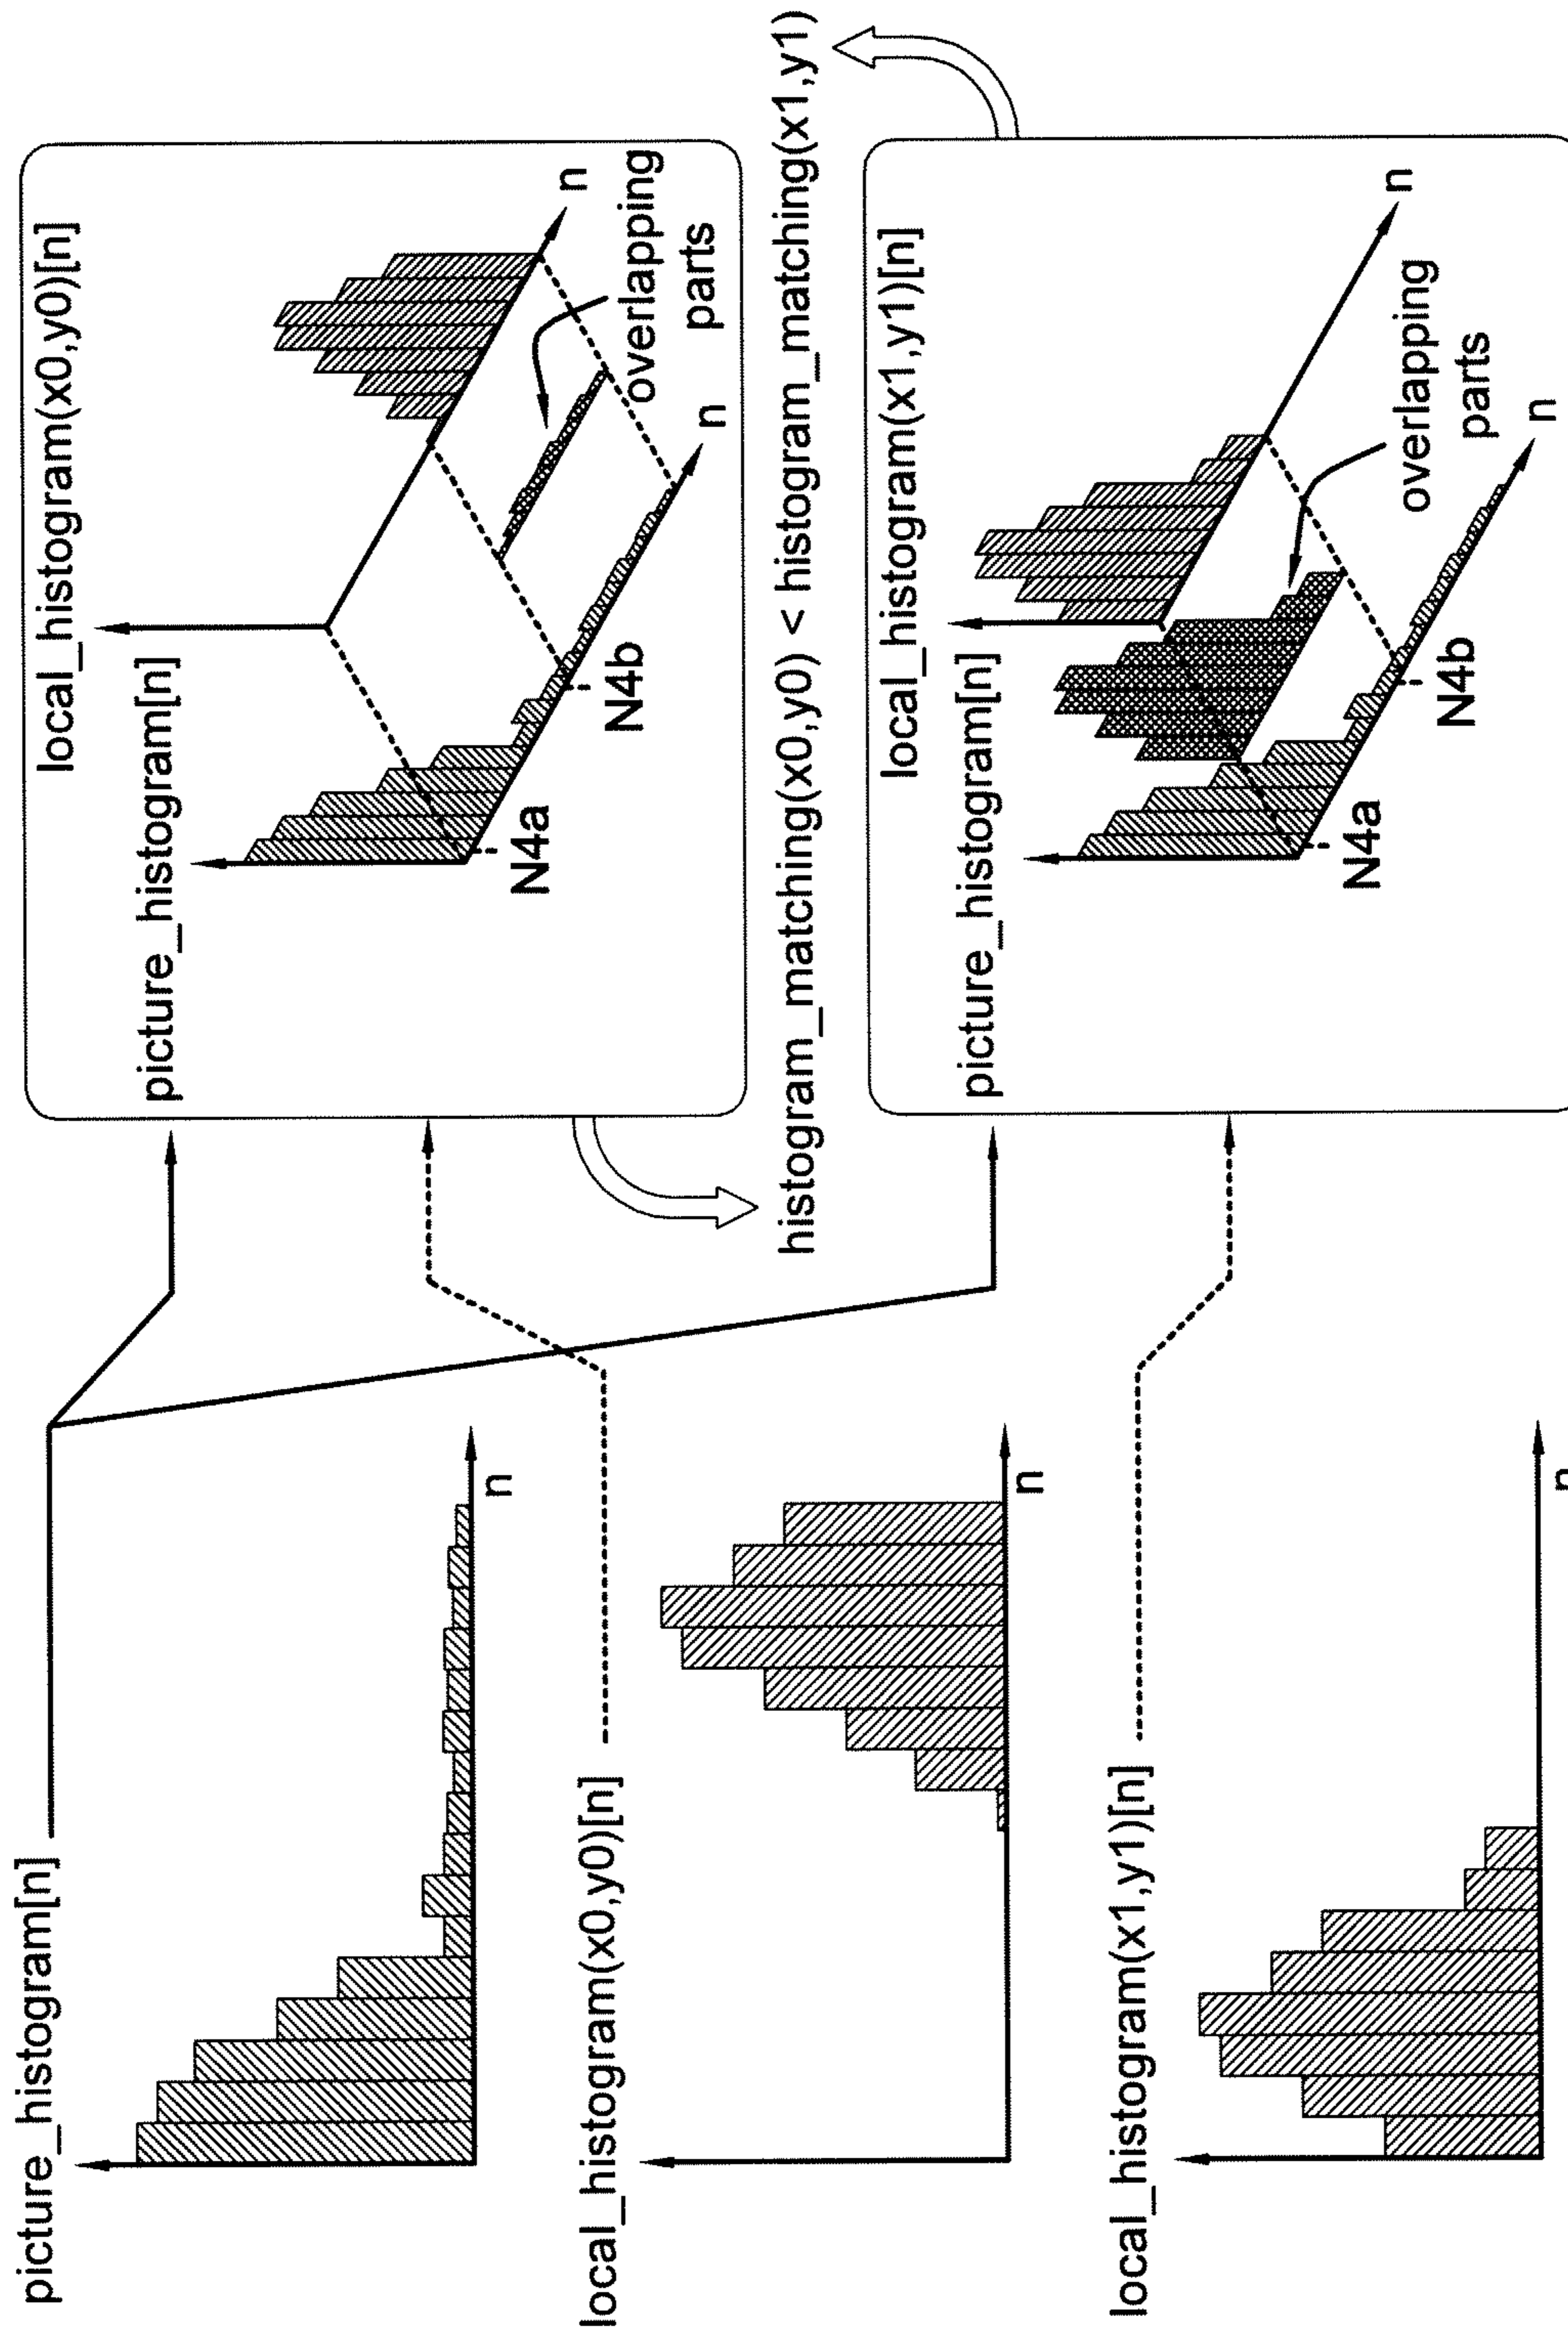 picture_histogram[n]
n
local_histogram(x0,y0)[n]
n
local_histogram(x1,y1)[n]
n
local_histogram(x0,y0)[n]
picture_histogram[n]
n
overlapping
parts
n
N4a
N4b
histogram_matching(x0,y0) < histogram_matching(x1,y1)
local_histogram(x1,y1)[n]
picture_histogram[n]
n
overlapping
parts
n
N4a
N4b